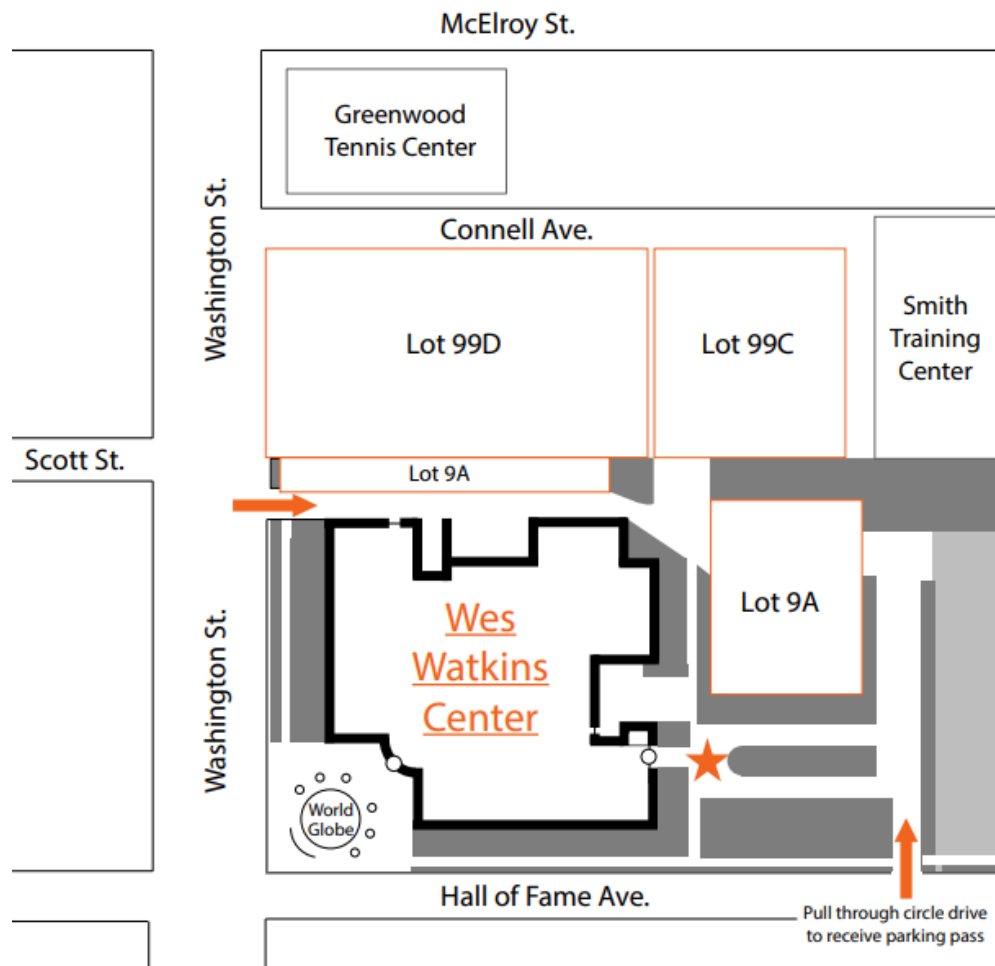 McElroy St.
Greenwood
Tennis Center
Washington St.
Connell Ave.
Lot 99D
Lot 99C
Smith
Training
Center
Scott St.
Lot 9A
Lot 9A
Wes
Watkins
Center
Washington St.
World
Globe
Hall of Fame Ave.
Pull through circle drive
to receive parking pass